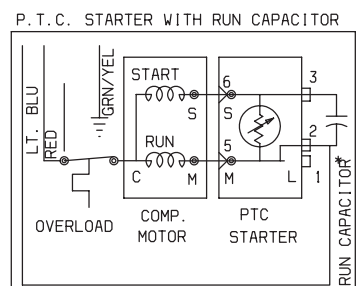 P.T.C. STARTER WITH RUN CAPACITOR
LT. BLU
RED
GRN/YEL
START
S
RUN
C
M
6
S
5
M
3
2
L
1
*
OVERLOAD
COMP.
MOTOR
PTC
STARTER
RUN CAPACITOR